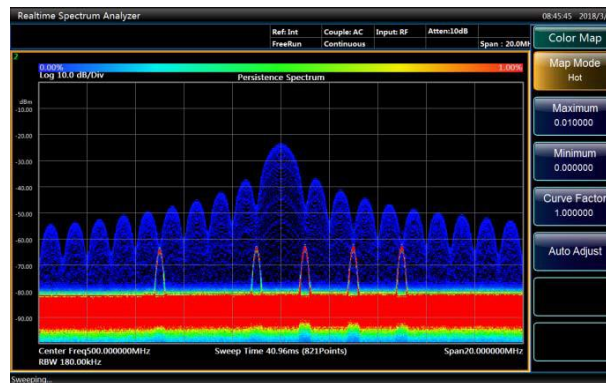 Realtime Spectrum Analyzer 08:45:45 2018/3/
Ref: Int Couple: AC Input: RF Atten:10dB
FreeRun Continuous Span : 20.0MH
Color Map
2
0.00% 1.00%
Log 10.0 dB/Div Persistence Spectrum
Map Mode
Hot
dBm
-10.00
Maximum
0.010000
-20.00
-30.00
Minimum
0.000000
-40.00
Curve Factor
1.000000
-50.00
-60.00
Auto Adjust
-70.00
-80.00
-90.00
Center Freq500.000000MHz Sweep Time 40.96ms (821Points) Span20.000000MHz
RBW 180.00kHz
Sweeping...